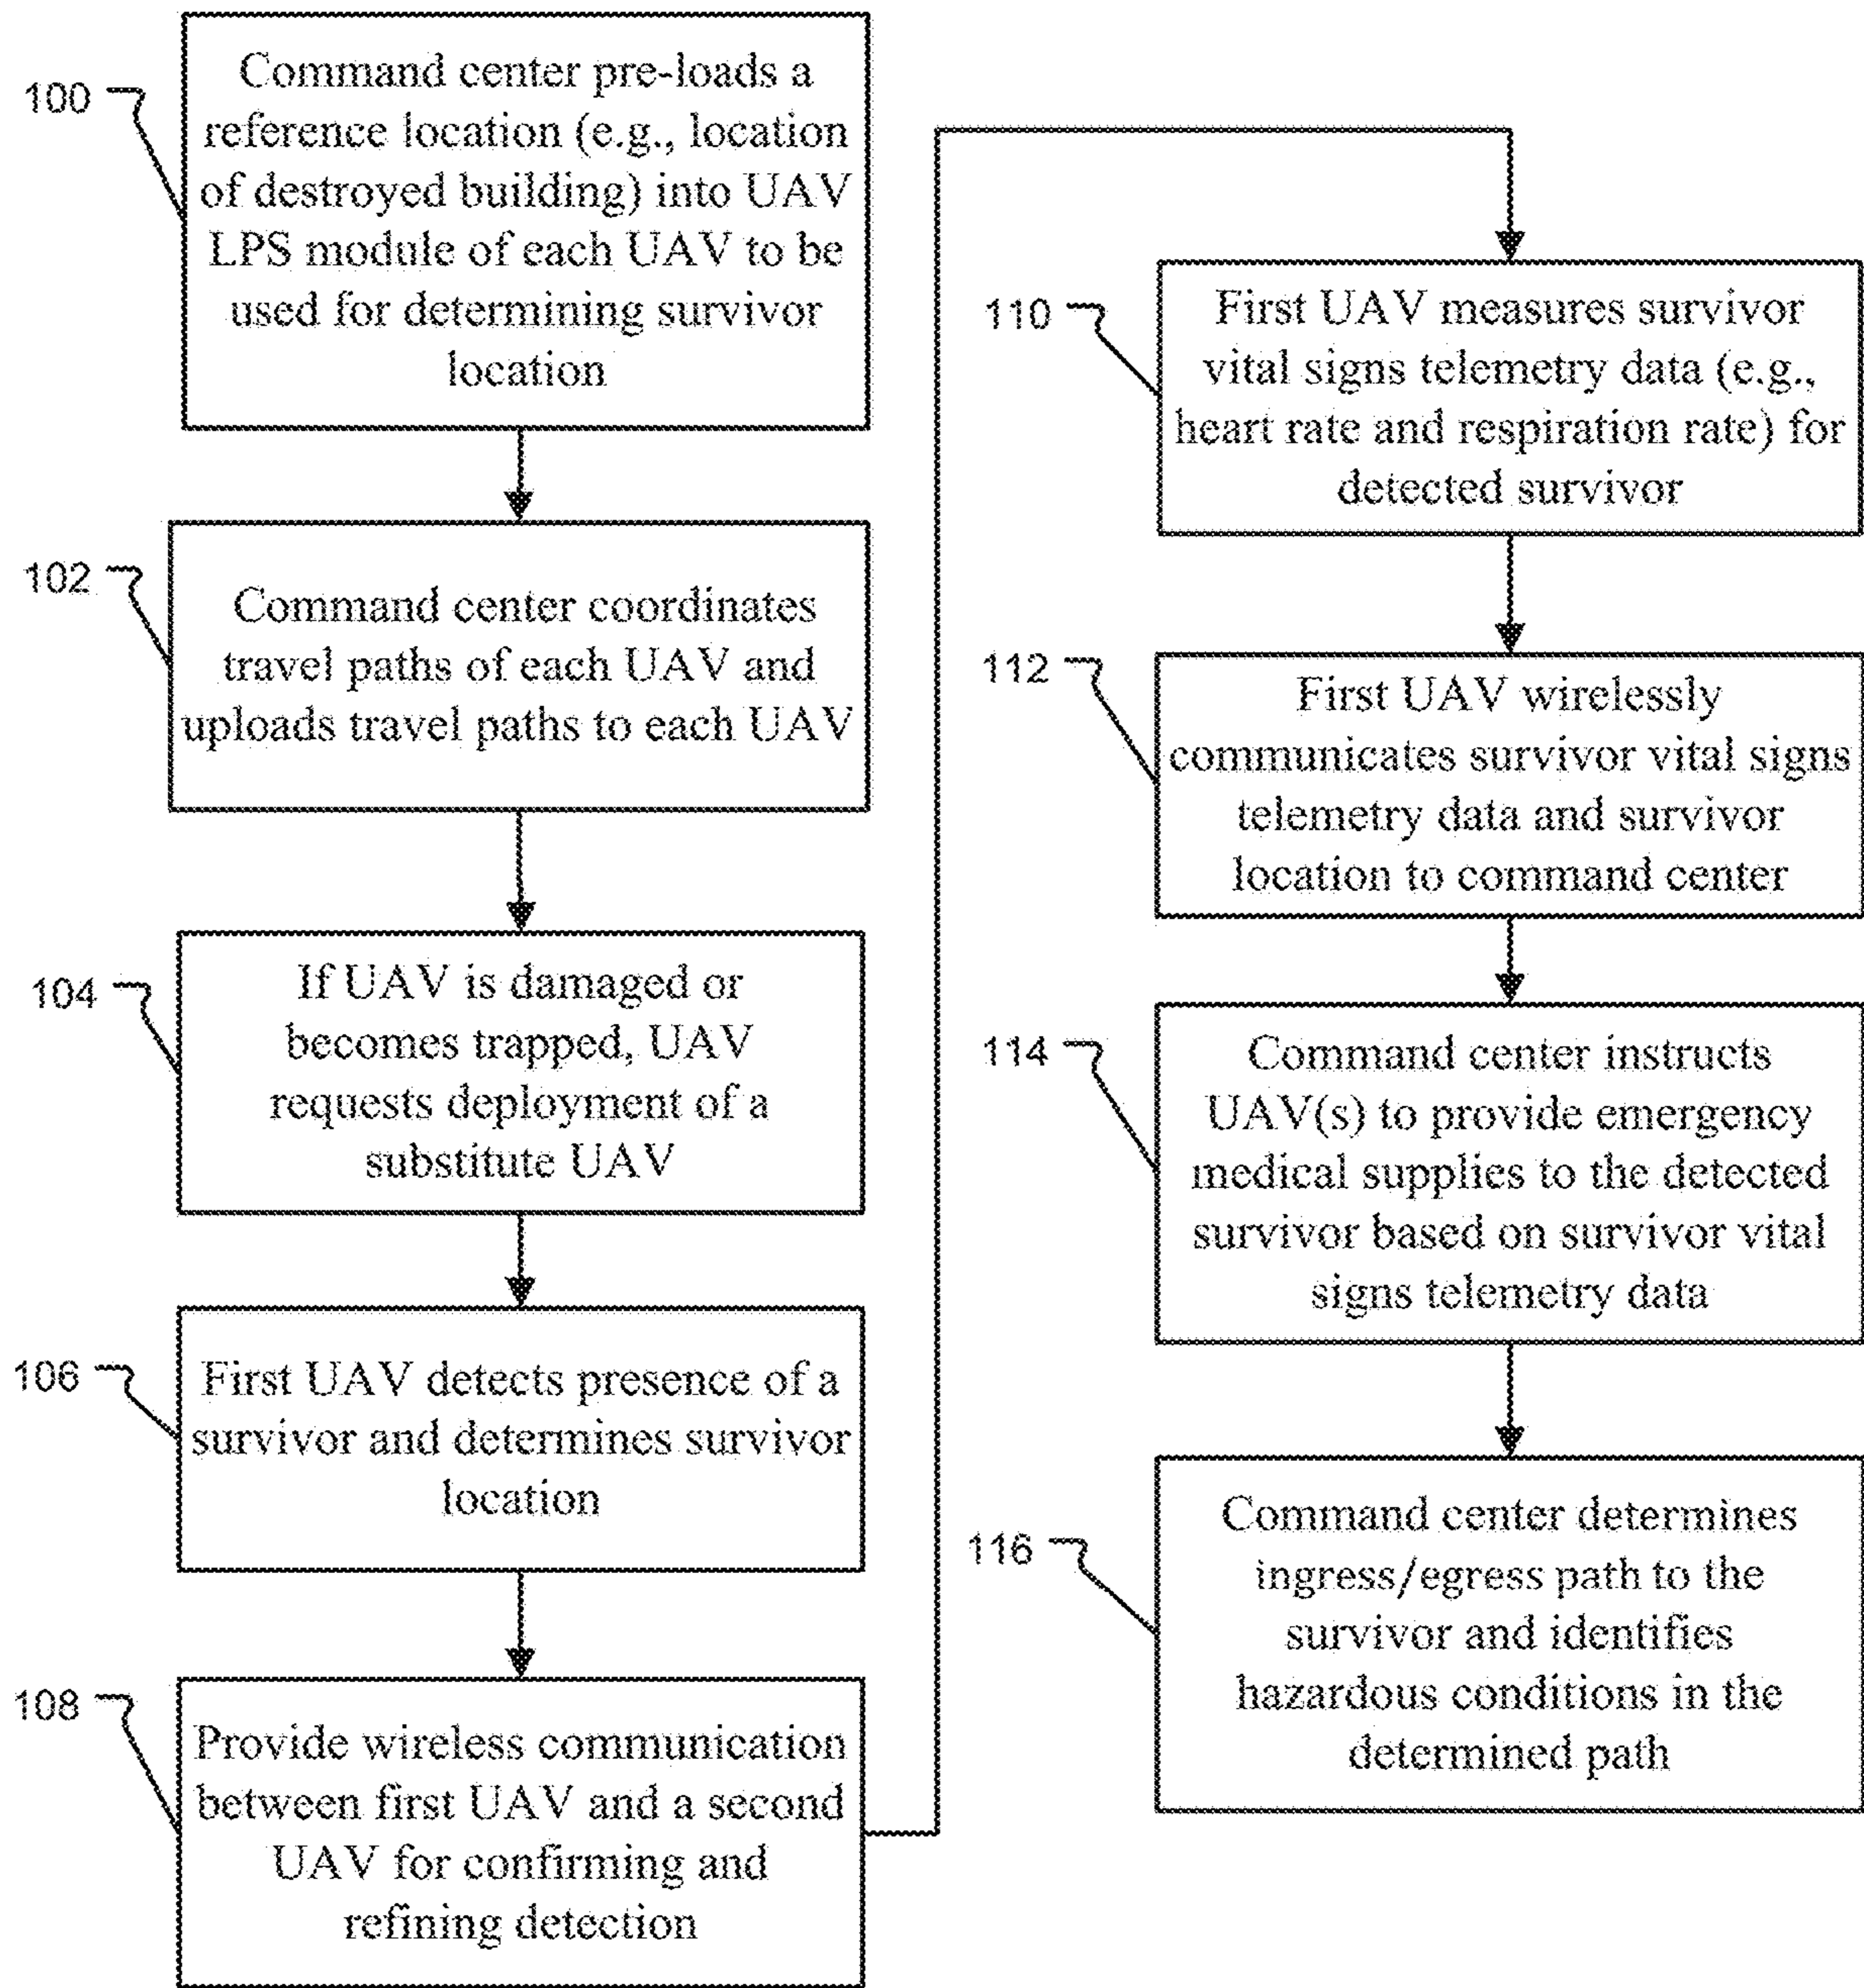 100
Command center pre-loads a
reference location (e.g., location
of destroyed building) into UAV
LPS module of each UAV to be
used for determining survivor
location
102
Command center coordinates
travel paths of each UAV and
uploads travel paths to each UAV
104
If UAV is damaged or
becomes trapped, UAV
requests deployment of a
substitute UAV
106
First UAV detects presence of a
survivor and determines survivor
location
108
Provide wireless communication
between first UAV and a second
UAV for confirming and
refining detection
110
First UAV measures survivor
vital signs telemetry data (e.g.,
heart rate and respiration rate) for
detected survivor
112
First UAV wirelessly
communicates survivor vital signs
telemetry data and survivor
location to command center
114
Command center instructs
UAV(s) to provide emergency
medical supplies to the detected
survivor based on survivor vital
signs telemetry data
116
Command center determines
ingress/egress path to the
survivor and identifies
hazardous conditions in the
determined path